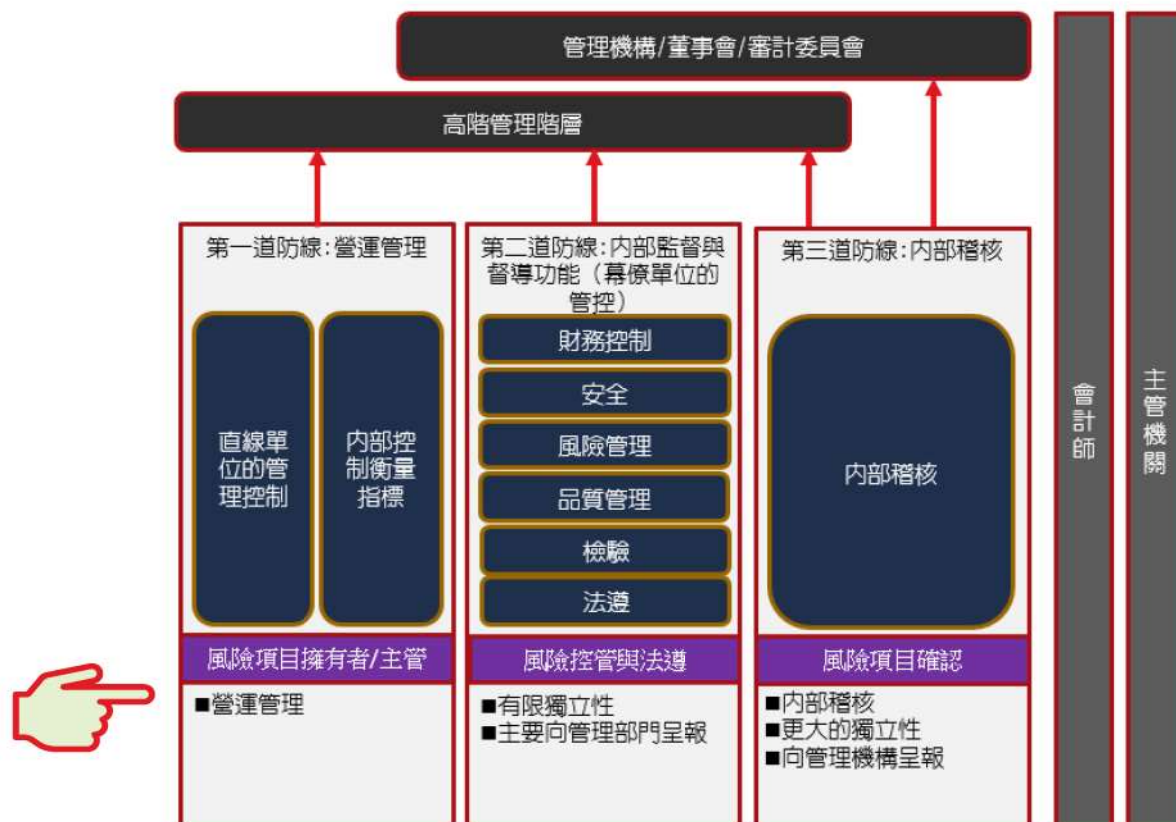 管理機構/董事會/審計委員會
高階管理階層
第一道防線:營運管理
直線單
位的管
理控制
内部控
制衡量
指標
風險項目擁有者/主管
■營運管理
第二道防線:内部監督與
督導功能（幕僚單位的
管控）
財務控制
安全
風險管理
品質管理
檢驗
法遵
風險控管與法遵
■有限獨立性
■主要向管理部門呈報
第三道防線:内部稽核
内部稽核
風險項目確認
■内部稽核
■更大的獨立性
■向管理機構呈報
會計師
主管機關